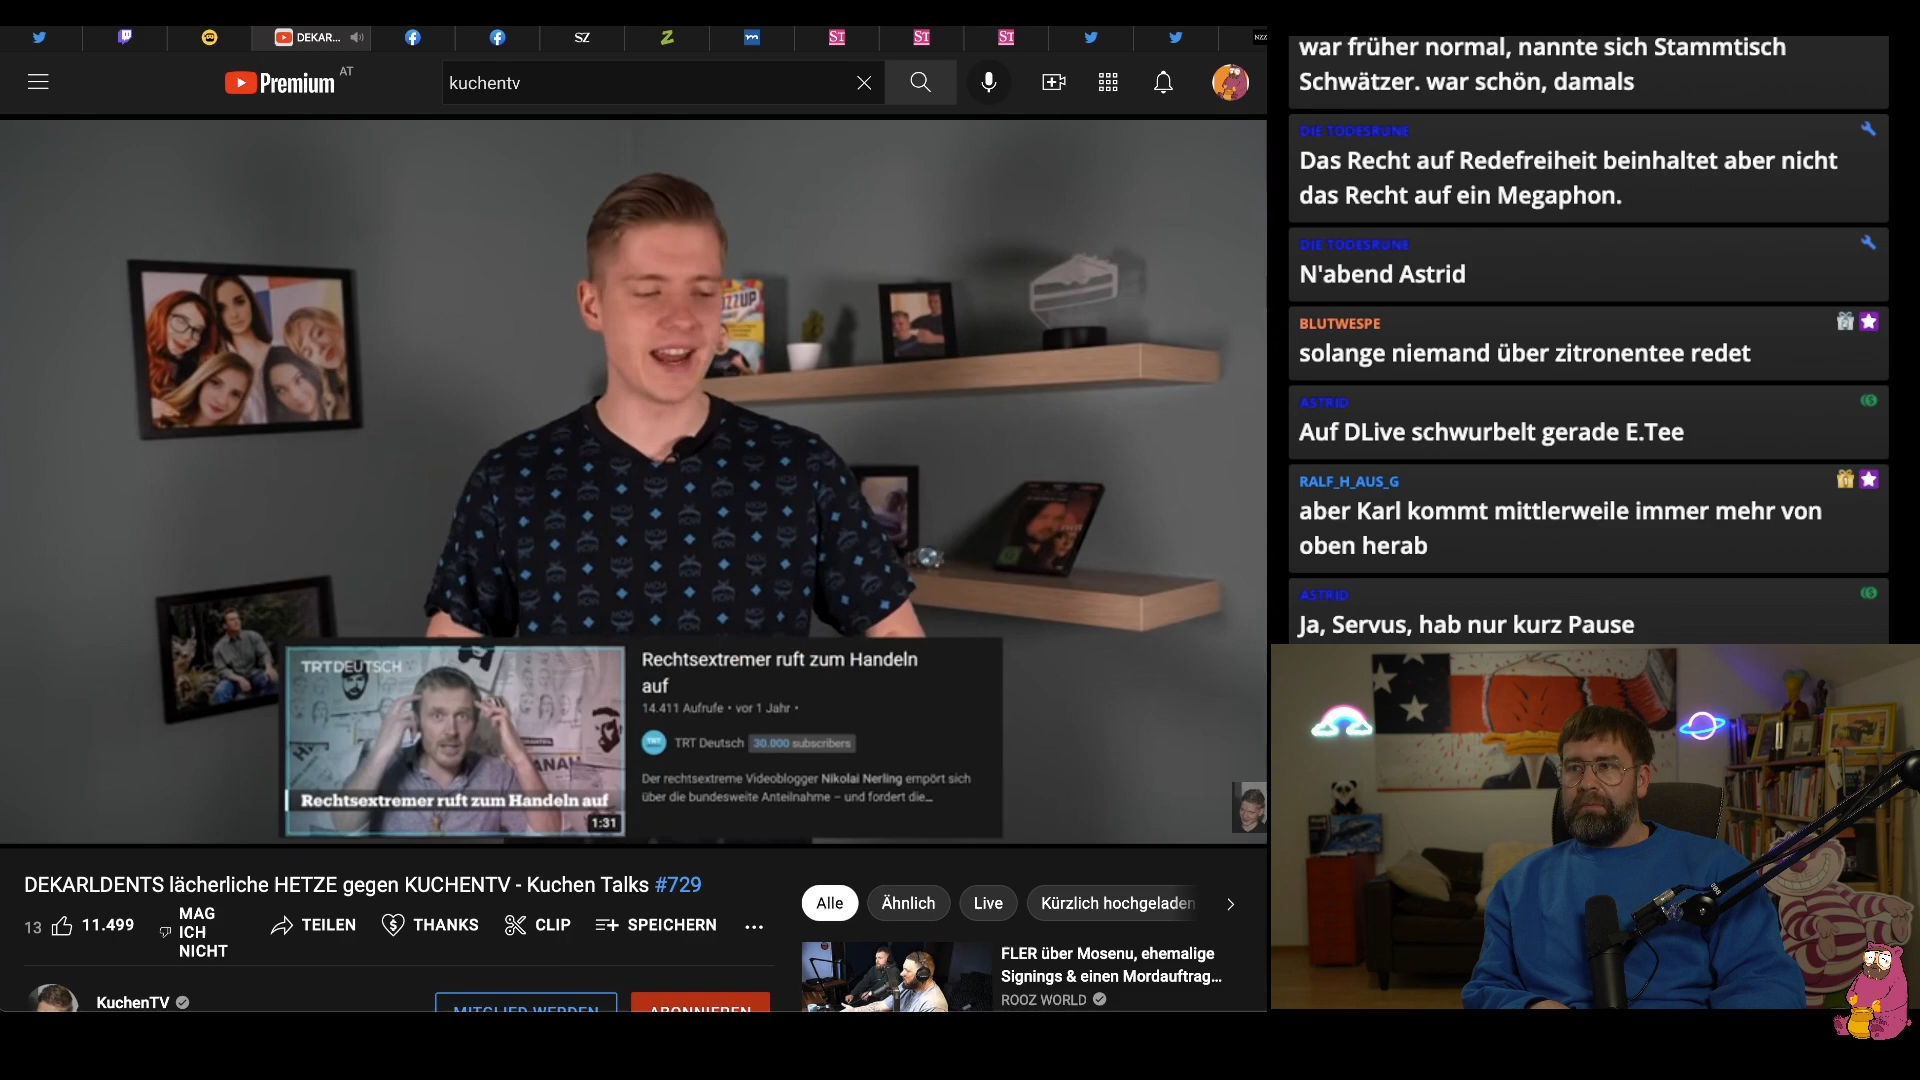 DEKAR...
SZ
ST
ST
ST
NZZ
Premium
AT
kuchentv
war früher normal, nannte sich Stammtisch
Schwätzer. war schön, damals
DIE TODESRUNE
Das Recht auf Redefreiheit beinhaltet aber nicht
das Recht auf ein Megaphon.
DIE TODESRUNE
N'abend Astrid
BLUTWESPE
solange niemand über zitronentee redet
ASTRID
Auf DLive schwurbelt gerade E.Tee
RALF_H_AUS_G
aber Karl kommt mittlerweile immer mehr von
oben herab
ASTRID
Ja, Servus, hab nur kurz Pause
TRTDEUTSCH
Rechtsextremer ruft zum Handeln auf
1:31
Rechtsextremer ruft zum Handeln
auf
14.411 Aufrufe • vor 1 Jahr •
TRT Deutsch 30.000 subscribers
Der rechtsextreme Videoblogger Nikolai Nerling empört sich
über die bundesweite Anteilnahme – und fordert die...
DEKARLDENTS lächerliche HETZE gegen KUCHENTV - Kuchen Talks #729
13
11.499
MAG
ICH
NICHT
TEILEN
THANKS
CLIP
SPEICHERN
KuchenTV
MITGLIED WERDEN
ABONNIEREN
Alle
Ähnlich
Live
Kürzlich hochgeladen
FLER über Mosenu, ehemalige
Signings & einen Mordauftrag...
ROOZ WORLD